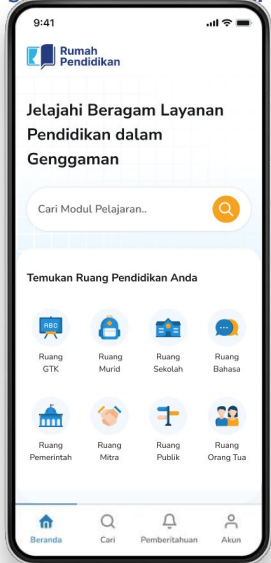 9:41
Rumah
Pendidikan
Jelajahi Beragam Layanan
Pendidikan dalam
Genggaman
Cari Modul Pelajaran..
Temukan Ruang Pendidikan Anda
ABC
Ruang
GTK
Ruang
Murid
Ruang
Sekolah
Ruang
Bahasa
Ruang
Pemerintah
Ruang
Mitra
Ruang
Publik
Ruang
Orang Tua
Beranda
Cari
Pemberitahuan
Akun